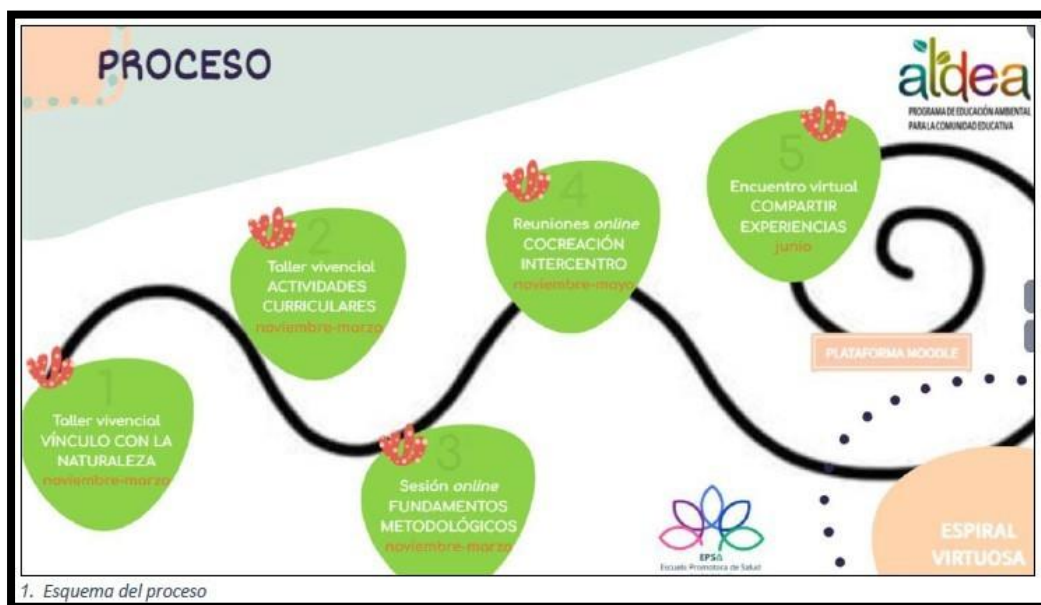 PROCESO
aldea
PROGRAMA DE EDUCACIÓN AMBIENTAL
PARA LA COMUNIDAD EDUCATIVA
1
Taller vivencial
VÍNCULO CON LA
NATURALEZA
noviembre-marzo
2
Taller vivencial
ACTIVIDADES
CURRICULARES
noviembre-marzo
3
Sesión online
FUNDAMENTOS
METODOLÓGICOS
noviembre-marzo
4
Reuniones online
COCREACIÓN
INTERCENTRO
noviembre-mayo
5
Encuentro virtual
COMPARTIR
EXPERIENCIAS
junio
PLATAFORMA MOODLE
EPSA
Escuela Promotora de Salud
ESPIRAL
VIRTUOSA
1. Esquema del proceso